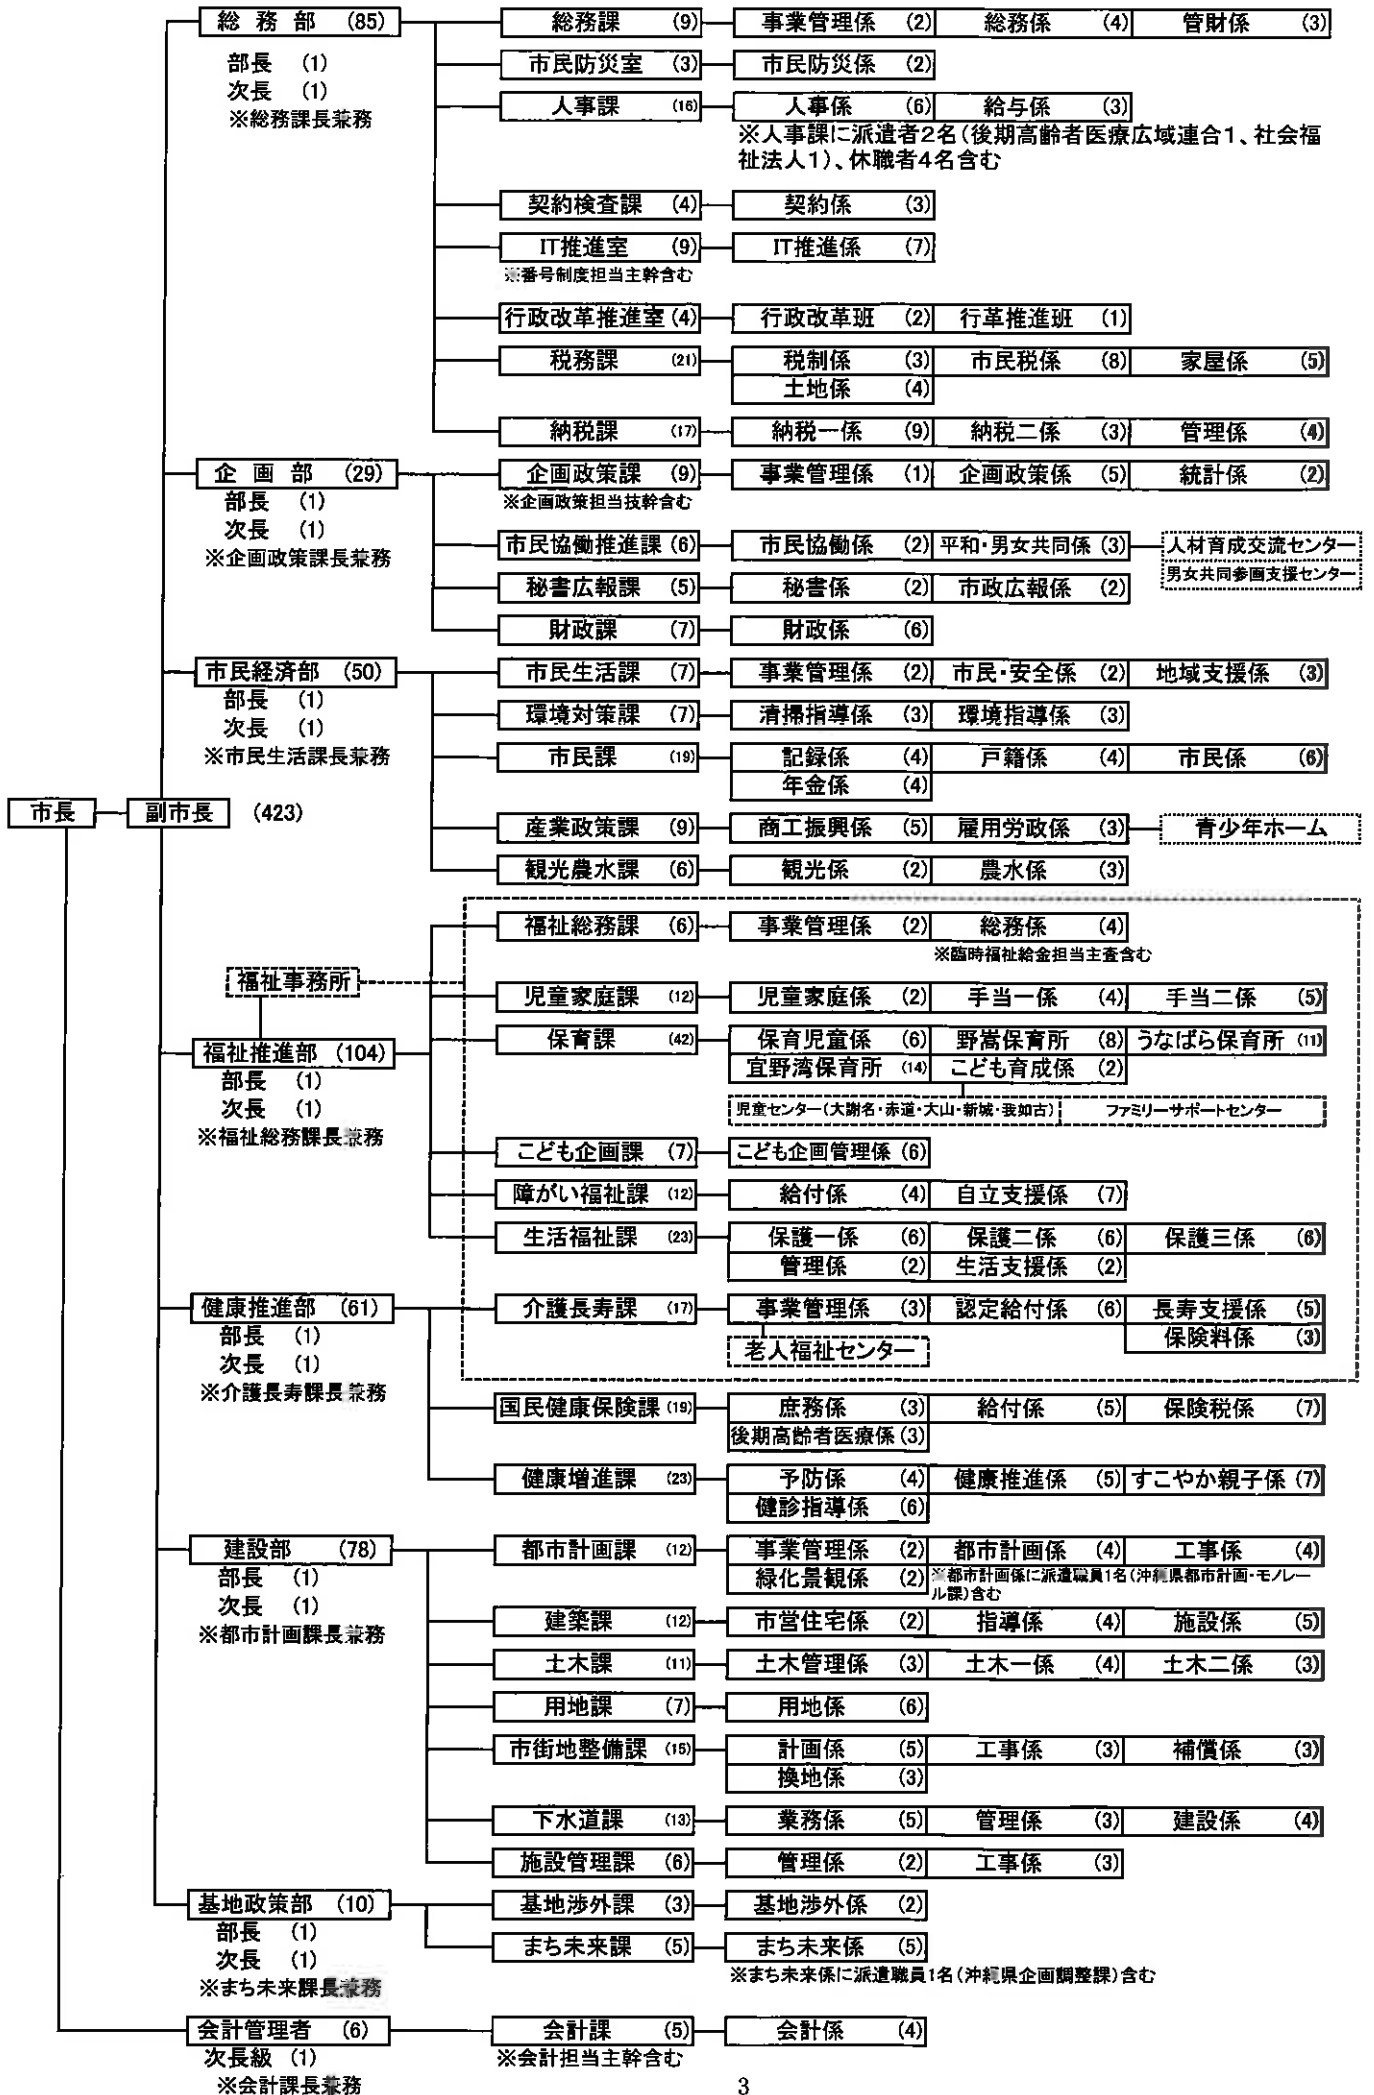 総務部 (85) 総務課 (9) 事業管理係 (2) 総務係 (4) 管財係 (3)
部長 (1) 市民防災室 (3) 市民防災係 (2)
次長 (1)
※総務課長兼務 人事課 (16) 人事係 (6) 給与係 (3)
※人事課に派遣者2名(後期高齢者医療広域連合1、社会福
祉法人1)、休職者4名含む
契約検査課 (4) 契約係 (3)
IT推進室 (9) IT推進係 (7)
※番号制度担当主幹含む
行政改革推進室 (4) 行政改革班 (2) 行革推進班 (1)
税務課 (21) 税制係 (3) 市民税係 (8) 家屋係 (5)
土地係 (4)
納税課 (17) 納税一係 (9) 納税二係 (3) 管理係 (4)
企画部 (29) 企画政策課 (9) 事業管理係 (1) 企画政策係 (5) 統計係 (2)
部長 (1) ※企画政策担当技幹含む
次長 (1)
※企画政策課長兼務 市民協働推進課 (6) 市民協働係 (2) 平和・男女共同係 (3) 人材育成交流センター
男女共同参画支援センター
秘書広報課 (5) 秘書係 (2) 市政広報係 (2)
財政課 (7) 財政係 (6)
市民経済部 (50) 市民生活課 (7) 事業管理係 (2) 市民・安全係 (2) 地域支援係 (3)
部長 (1)
次長 (1) 環境対策課 (7) 清掃指導係 (3) 環境指導係 (3)
※市民生活課長兼務 市民課 (19) 記録係 (4) 戸籍係 (4) 市民係 (6)
年金係 (4)
市長 副市長 (423)
産業政策課 (9) 商工振興係 (5) 雇用労政係 (3) 青少年ホーム
観光農水課 (6) 観光係 (2) 農水係 (3)
福祉総務課 (6) 事業管理係 (2) 総務係 (4)
※臨時福祉給金担当主査含む
福祉事務所
児童家庭課 (12) 児童家庭係 (2) 手当一係 (4) 手当二係 (5)
福祉推進部 (104) 保育課 (42) 保育児童係 (6) 野嵩保育所 (8) うなばら保育所 (11)
部長 (1) 宜野湾保育所 (14) こども育成係 (2)
次長 (1) 児童センター(大謝名・赤道・大山・新城・我如古) ファミリーサポートセンター
※福祉総務課長兼務
こども企画課 (7) こども企画管理係 (6)
障がい福祉課 (12) 給付係 (4) 自立支援係 (7)
生活福祉課 (23) 保護一係 (6) 保護二係 (6) 保護三係 (6)
管理係 (2) 生活支援係 (2)
健康推進部 (61) 介護長寿課 (17) 事業管理係 (3) 認定給付係 (6) 長寿支援係 (5)
部長 (1) 保険料係 (3)
次長 (1) 老人福祉センター
※介護長寿課長兼務
国民健康保険課 (19) 庶務係 (3) 給付係 (5) 保険税係 (7)
後期高齢者医療係 (3)
健康増進課 (23) 予防係 (4) 健康推進係 (5) すこやか親子係 (7)
健診指導係 (6)
建設部 (78) 都市計画課 (12) 事業管理係 (2) 都市計画係 (4) 工事係 (4)
部長 (1) 緑化景観係 (2) ※都市計画係に派遣職員1名(沖縄県都市計画・モノレー
ル課)含む
次長 (1)
※都市計画課長兼務 建築課 (12) 市営住宅係 (2) 指導係 (4) 施設係 (5)
土木課 (11) 土木管理係 (3) 土木一係 (4) 土木二係 (3)
用地課 (7) 用地係 (6)
市街地整備課 (15) 計画係 (5) 工事係 (3) 補償係 (3)
換地係 (3)
下水道課 (13) 業務係 (5) 管理係 (3) 建設係 (4)
施設管理課 (6) 管理係 (2) 工事係 (3)
基地政策部 (10) 基地渉外課 (3) 基地渉外係 (2)
部長 (1)
次長 (1) まち未来課 (5) まち未来係 (5)
※まち未来課長兼務 ※まち未来係に派遣職員1名(沖縄県企画調整課)含む
会計管理者 (6) 会計課 (5) 会計係 (4)
次長級 (1) ※会計担当主幹含む
※会計課長兼務
3